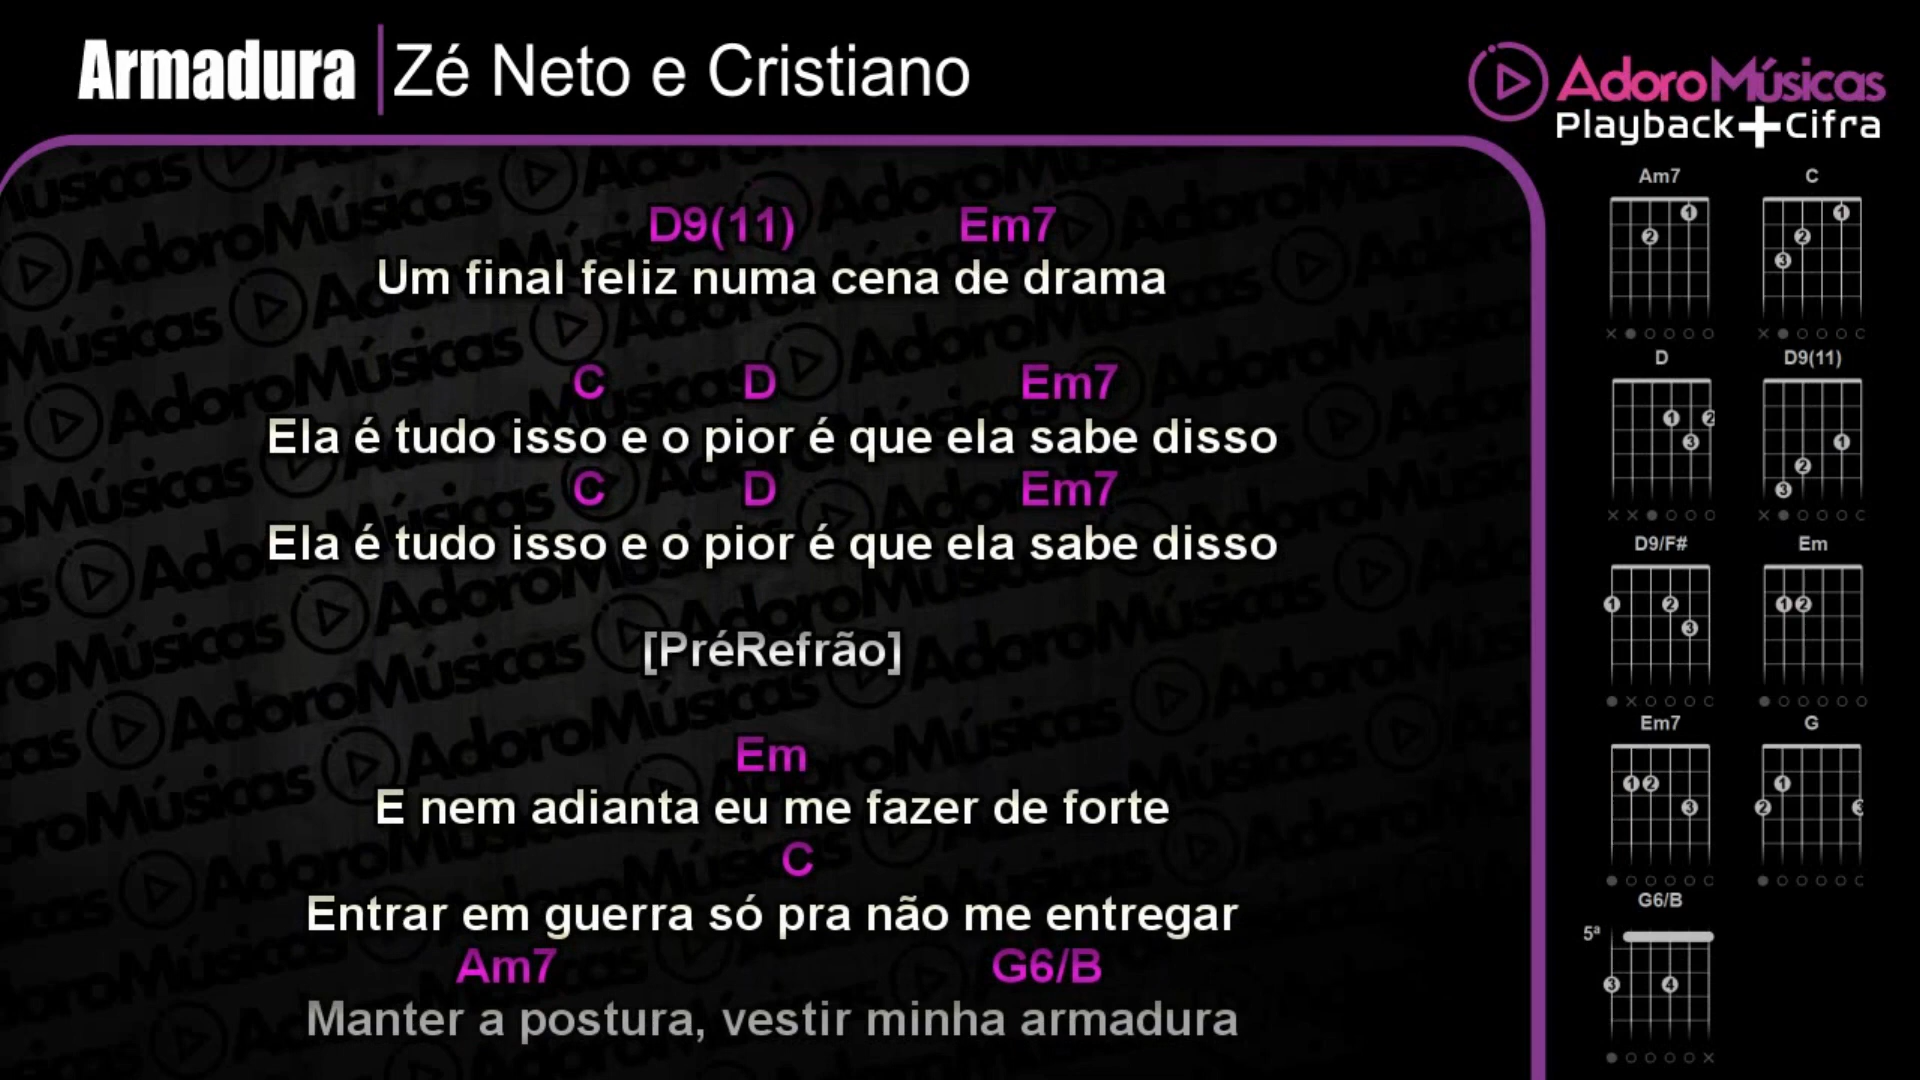 Armadura Zé Neto e Cristiano
AdoroMúsicas
Playback+Cifra
D9(11) Em7
Um final feliz numa cena de drama
C D Em7
Ela é tudo isso e o pior é que ela sabe disso
C D Em7
Ela é tudo isso e o pior é que ela sabe disso
[PréRefrão]
Em
E nem adianta eu me fazer de forte
C
Entrar em guerra só pra não me entregar
Am7 G6/B
Manter a postura, vestir minha armadura
Am7 C
D D9(11)
D9/F# Em
Em7 G
G6/B
5ª